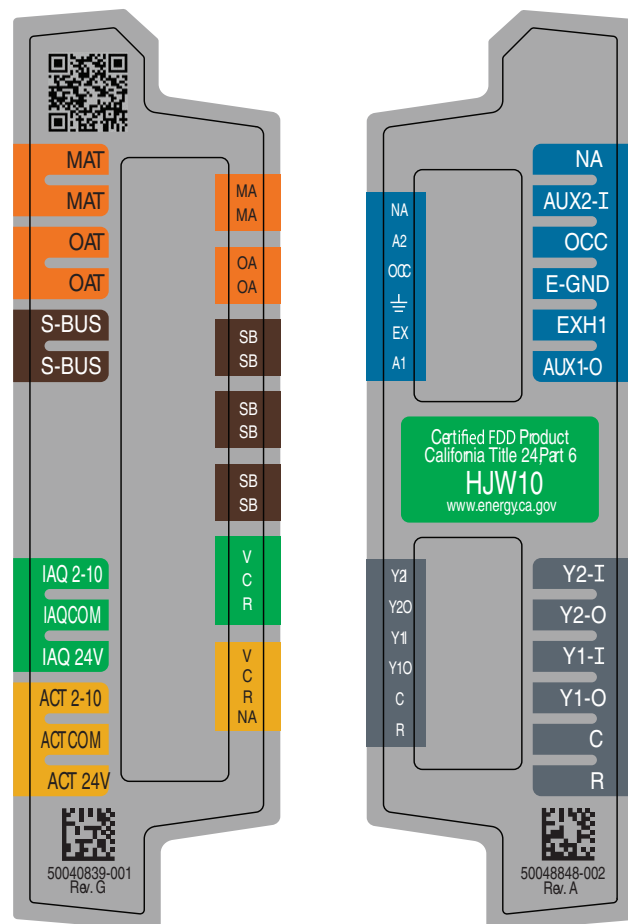 MAT
MAT
OAT
OAT
S-BUS
S-BUS
IAQ 2-10
IAQCOM
IAQ 24V
ACT 2-10
ACTCOM
ACT 24V
50040839-001
Rev. G
MA
MA
OA
OA
SB
SB
SB
SB
SB
SB
V
C
R
V
C
R
NA
NA
A2
OCC
EX
A1
NA
AUX2-I
OCC
E-GND
EXH1
AUX1-O
Certified FDD Product
California Title 24,Part 6
HJW10
www.energy.ca.gov
Y2I
Y2O
Y1I
Y1O
C
R
Y2-I
Y2-O
Y1-I
Y1-O
C
R
50048848-002
Rev. A